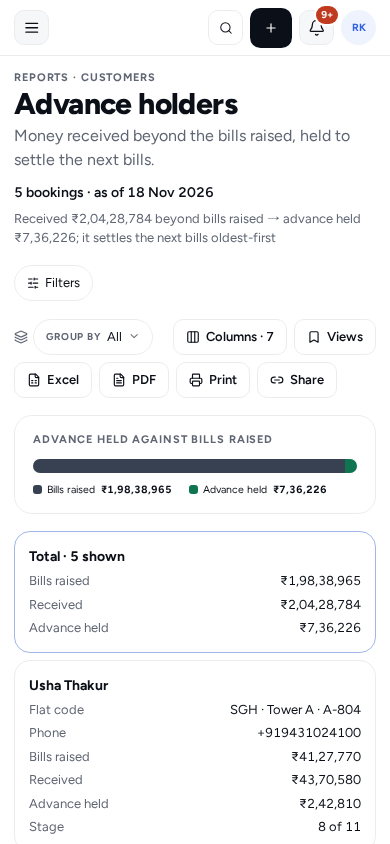 9+
RK
REPORTS · CUSTOMERS
Advance holders
Money received beyond the bills raised, held to
settle the next bills.
5 bookings · as of 18 Nov 2026
Received ₹2,04,28,784 beyond bills raised → advance held
₹7,36,226; it settles the next bills oldest-first
Filters
GROUP BY All
Columns · 7
Views
Excel
PDF
Print
Share
ADVANCE HELD AGAINST BILLS RAISED
Bills raised ₹1,98,38,965 Advance held ₹7,36,226
Total · 5 shown
Bills raised ₹1,98,38,965
Received ₹2,04,28,784
Advance held ₹7,36,226
Usha Thakur
Flat code SGH · Tower A · A-804
Phone +919431024100
Bills raised ₹41,27,770
Received ₹43,70,580
Advance held ₹2,42,810
Stage 8 of 11